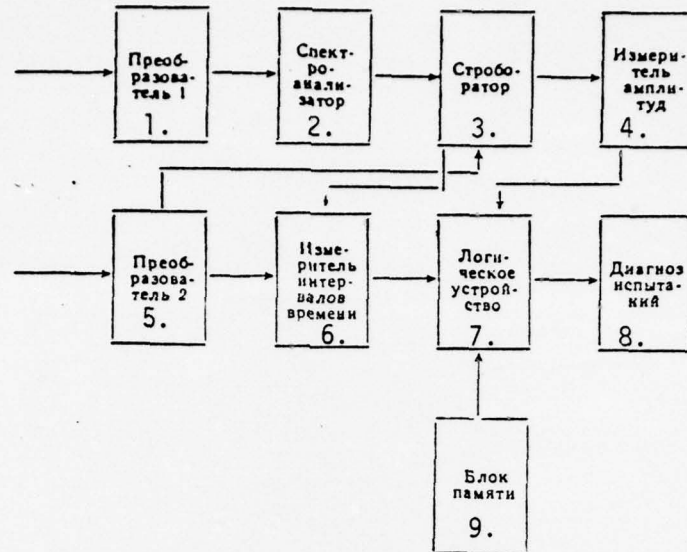 Преоб-
разова-
тель 1
1.
Спект-
ро-
анали-
затор
2.
Стробо-
ратор
3.
Измери-
тель
амплит-
уд
4.
Преоб-
разова-
тель 2
5.
Изме-
ритель
интер-
валов
времени
6.
Логи-
ческое
устрой-
ство
7.
Диагноз
испыта-
ний
8.
Блок
памяти
9.